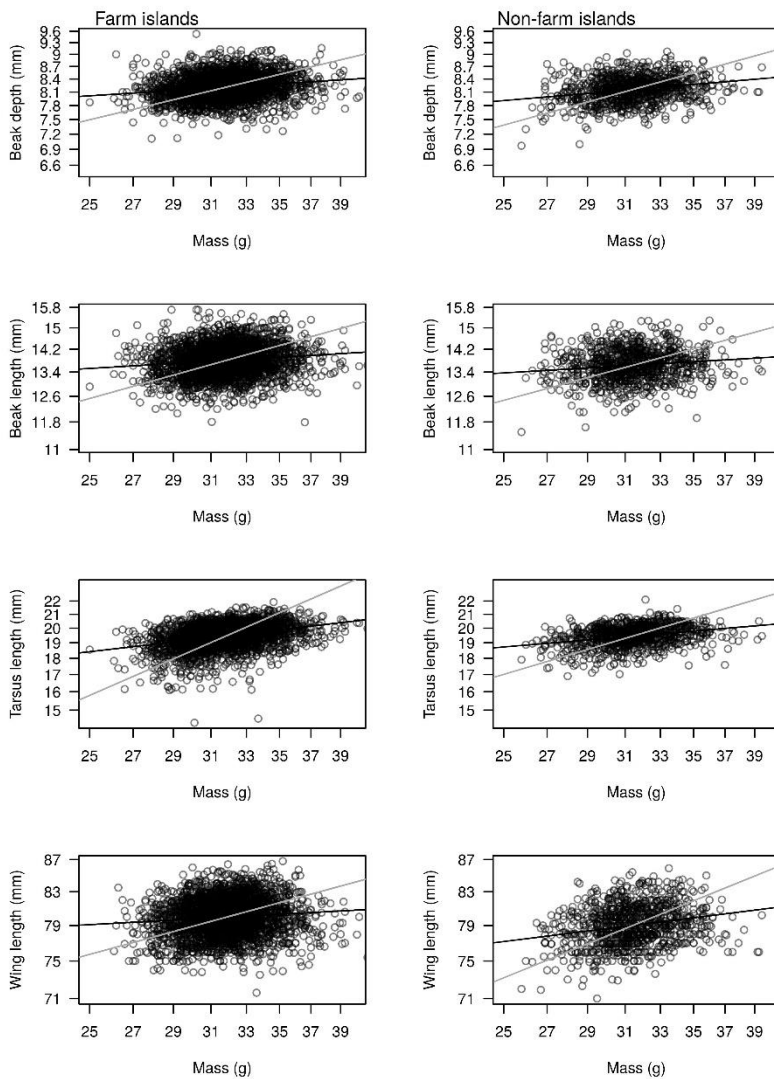 Farm islands
Non-farm islands
Beak depth (mm)
9.6
9.3
9
8.7
8.4
8.1
7.8
7.5
7.2
6.9
6.6
25 27 29 31 33 35 37 39
Mass (g)
Beak depth (mm)
9.6
9.3
9
8.7
8.4
8.1
7.8
7.5
7.2
6.9
6.6
25 27 29 31 33 35 37 39
Mass (g)
Beak length (mm)
15.8
15
14.2
13.4
12.6
11.8
11
25 27 29 31 33 35 37 39
Mass (g)
Beak length (mm)
15.8
15
14.2
13.4
12.6
11.8
11
25 27 29 31 33 35 37 39
Mass (g)
Tarsus length (mm)
22
21
20
19
18
17
16
15
25 27 29 31 33 35 37 39
Mass (g)
Tarsus length (mm)
22
21
20
19
18
17
16
15
25 27 29 31 33 35 37 39
Mass (g)
Wing length (mm)
87
83
79
75
71
25 27 29 31 33 35 37 39
Mass (g)
Wing length (mm)
87
83
79
75
71
25 27 29 31 33 35 37 39
Mass (g)